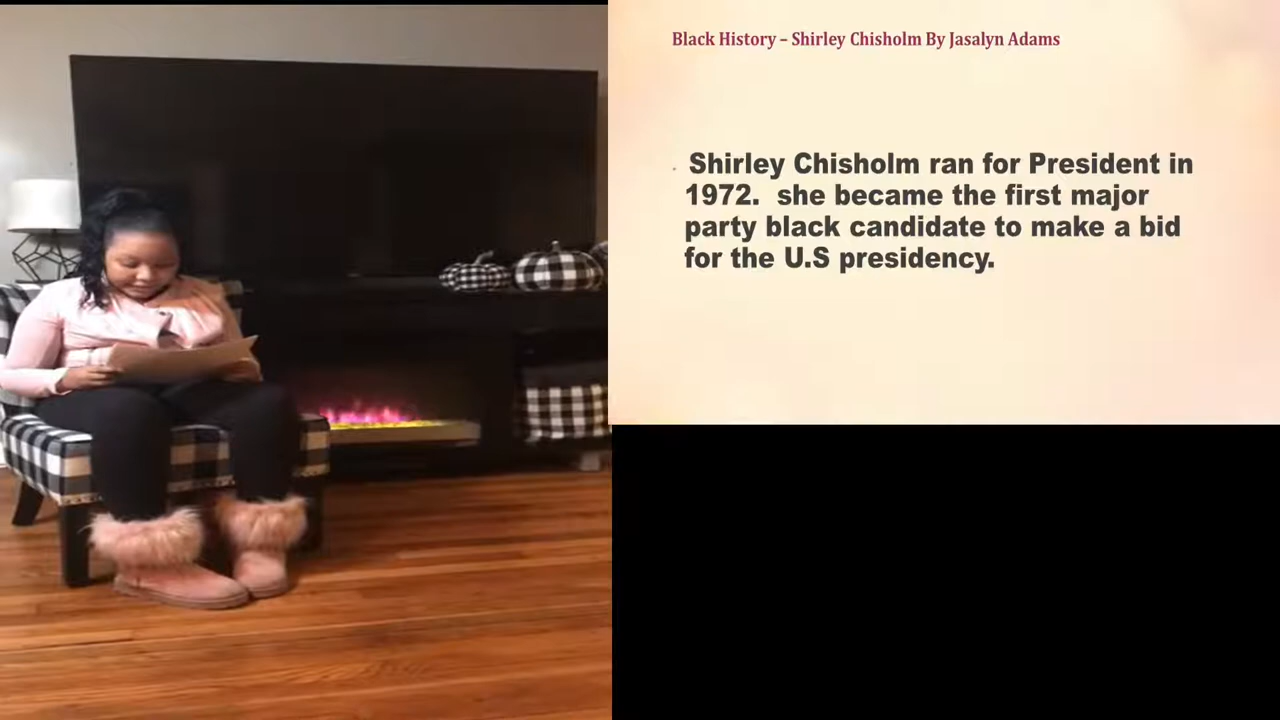 Black History – Shirley Chisholm By Jasalyn Adams
Shirley Chisholm ran for President in
1972.  she became the first major
party black candidate to make a bid
for the U.S presidency.